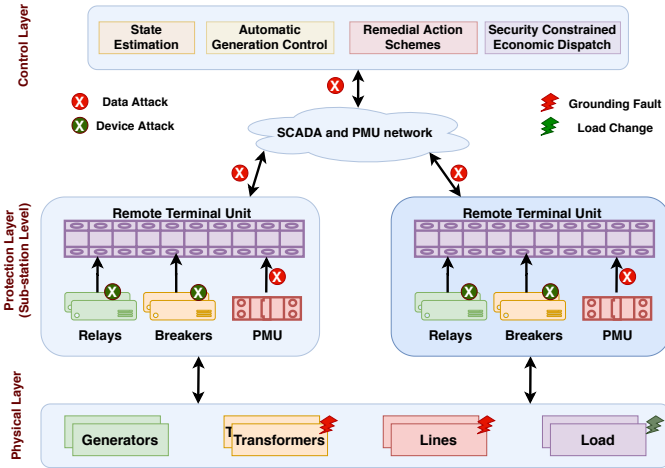 Control Layer
State
Estimation
Automatic
Generation Control
Remedial Action
Schemes
Security Constrained
Economic Dispatch
X
X Data Attack
X Device Attack
Grounding Fault
Load Change
SCADA and PMU network
X
X
Protection Layer
(Sub-station Level)
Remote Terminal Unit
X
X
X
Relays
Breakers
PMU
Remote Terminal Unit
X
X
X
Relays
Breakers
PMU
Physical Layer
Generators
T
Transformers
Lines
Load